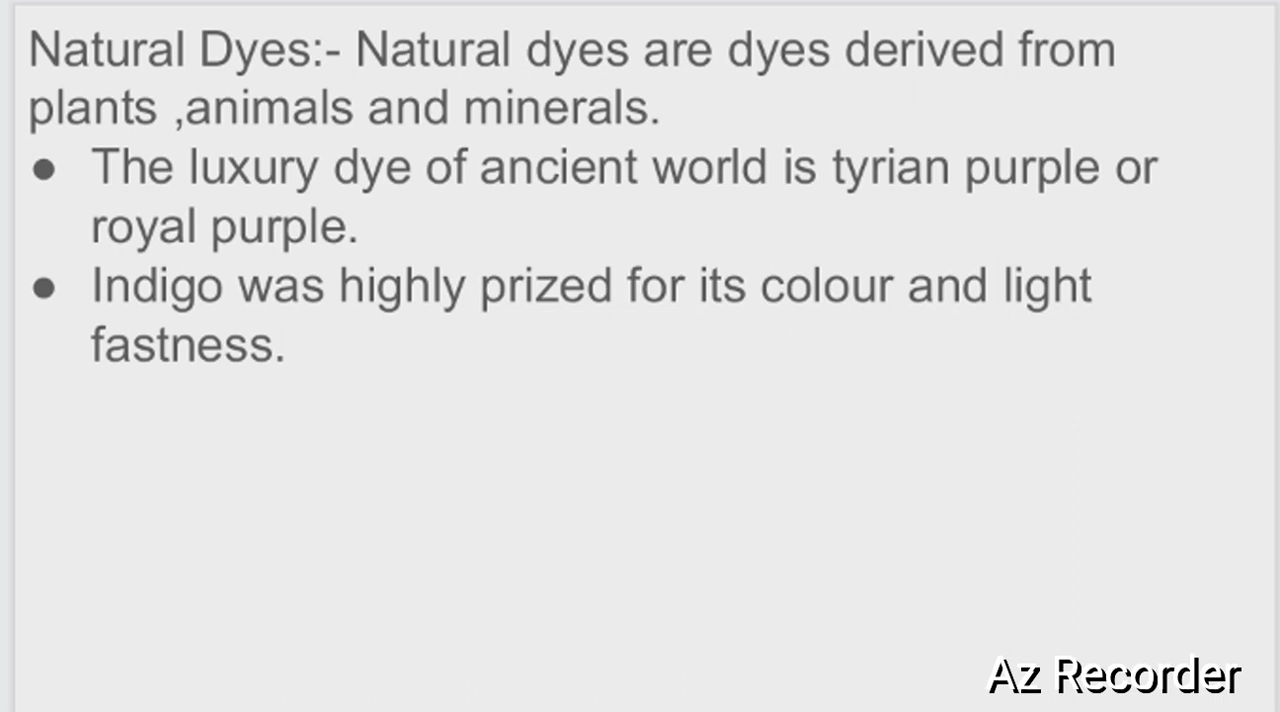 Natural Dyes:- Natural dyes are dyes derived from
plants ,animals and minerals.
● The luxury dye of ancient world is tyrian purple or
royal purple.
● Indigo was highly prized for its colour and light
fastness.
Az Recorder